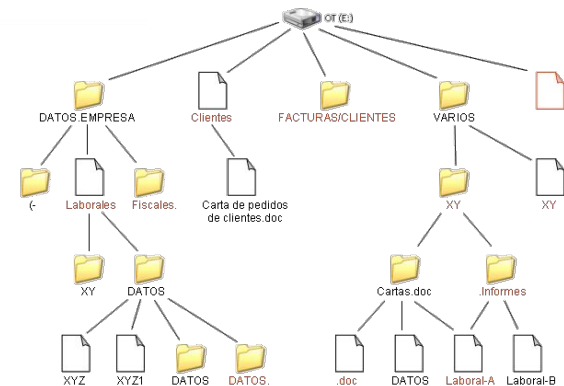 OT (E:)
DATOS.EMPRESA
Clientes
FACTURAS/CLIENTES
VARIOS
(-
Laborales
Fiscales.
Carta de pedidos
de clientes.doc
XY
XY
XY
DATOS
Cartas.doc
.Informes
XYZ
XYZ1
DATOS
DATOS.
.doc
DATOS
Laboral-A
Laboral-B